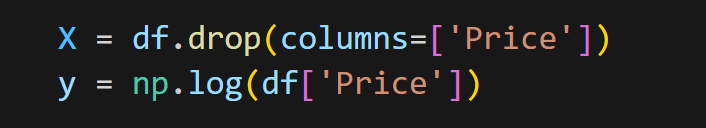 X = df.drop(columns=['Price'])
y = np.log(df['Price'])